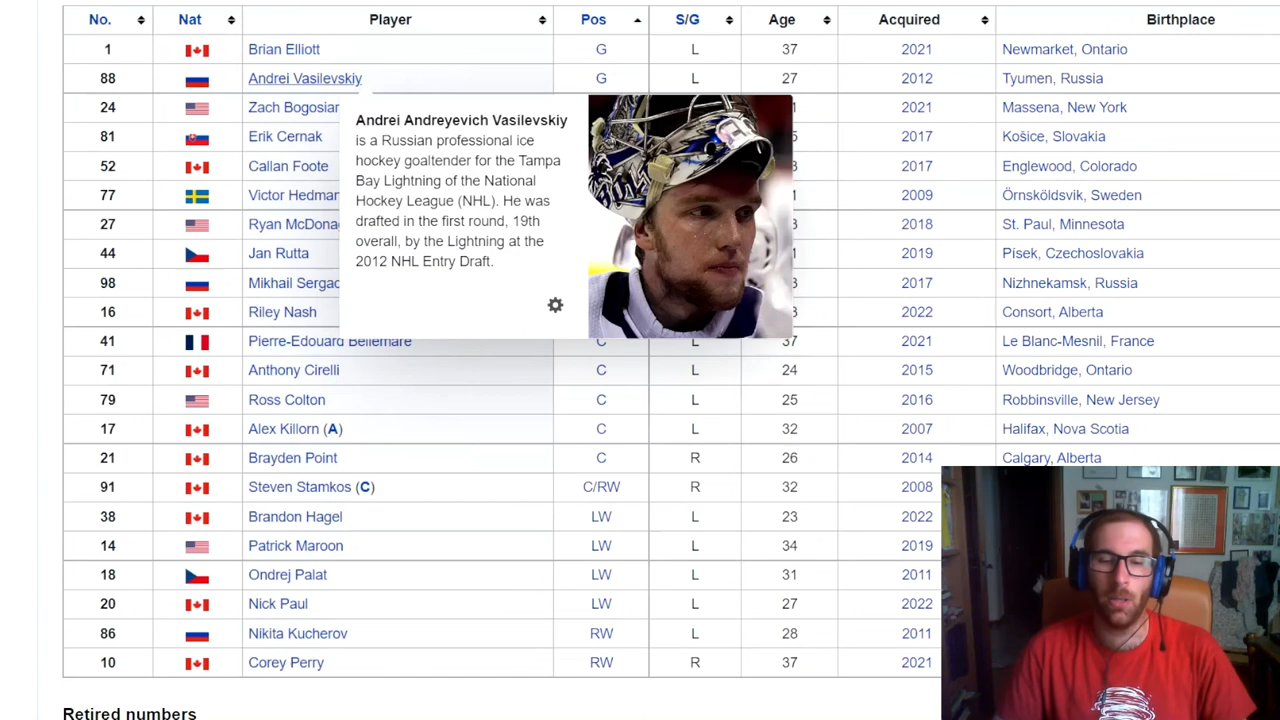 No. Nat Player Pos S/G Age Acquired Birthplace
1 Brian Elliott G L 37 2021 Newmarket, Ontario
88 Andrei Vasilevskiy G L 27 2012 Tyumen, Russia
24 Zach Bogosian 2021 Massena, New York
81 Erik Cernak 2017 Košice, Slovakia
52 Callan Foote 2017 Englewood, Colorado
77 Victor Hedman 2009 Örnsköldsvik, Sweden
27 Ryan McDona 2018 St. Paul, Minnesota
44 Jan Rutta 2019 Písek, Czechoslovakia
98 Mikhail Sergac 2017 Nizhnekamsk, Russia
16 Riley Nash 2022 Consort, Alberta
Andrei Andreyevich Vasilevskiy
is a Russian professional ice
hockey goaltender for the Tampa
Bay Lightning of the National
Hockey League (NHL). He was
drafted in the first round, 19th
overall, by the Lightning at the
2012 NHL Entry Draft.
41 Pierre-Edouard Bellemare C L 37 2021 Le Blanc-Mesnil, France
71 Anthony Cirelli C L 24 2015 Woodbridge, Ontario
79 Ross Colton C L 25 2016 Robbinsville, New Jersey
17 Alex Killorn (A) C L 32 2007 Halifax, Nova Scotia
21 Brayden Point C R 26 2014 Calgary, Alberta
91 Steven Stamkos (C) C/RW R 32 2008
38 Brandon Hagel LW L 23 2022
14 Patrick Maroon LW L 34 2019
18 Ondrej Palat LW L 31 2011
20 Nick Paul LW L 27 2022
86 Nikita Kucherov RW L 28 2011
10 Corey Perry RW R 37 2021
Retired numbers